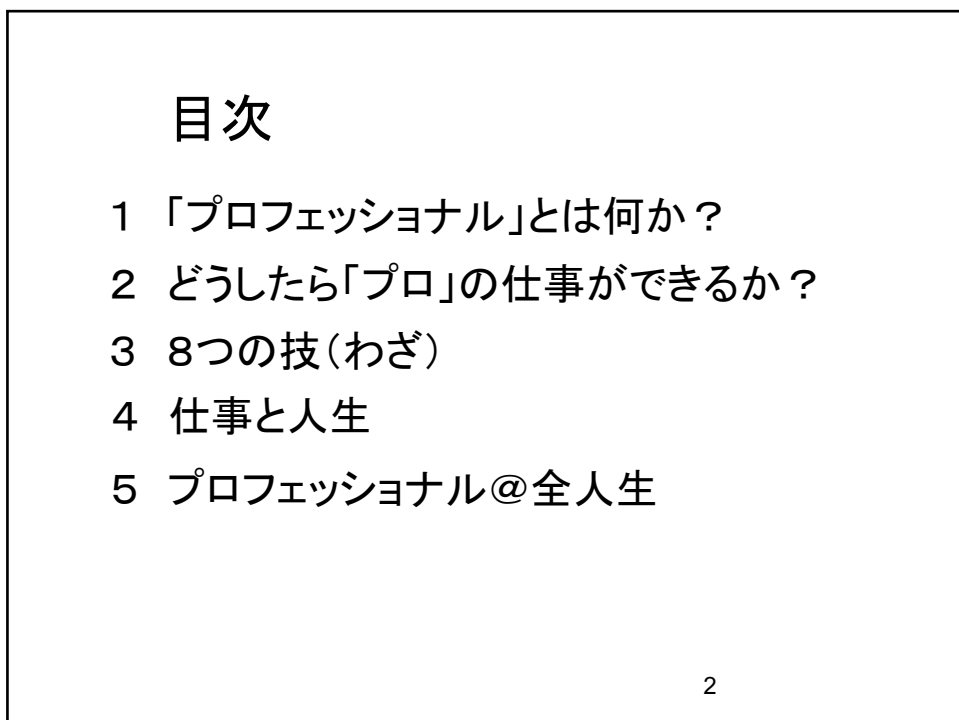 目次
１ 「プロフェッショナル」とは何か？
２ どうしたら「プロ」の仕事ができるか？
３ ８つの技（わざ）
４ 仕事と人生
５ プロフェッショナル＠全人生
2